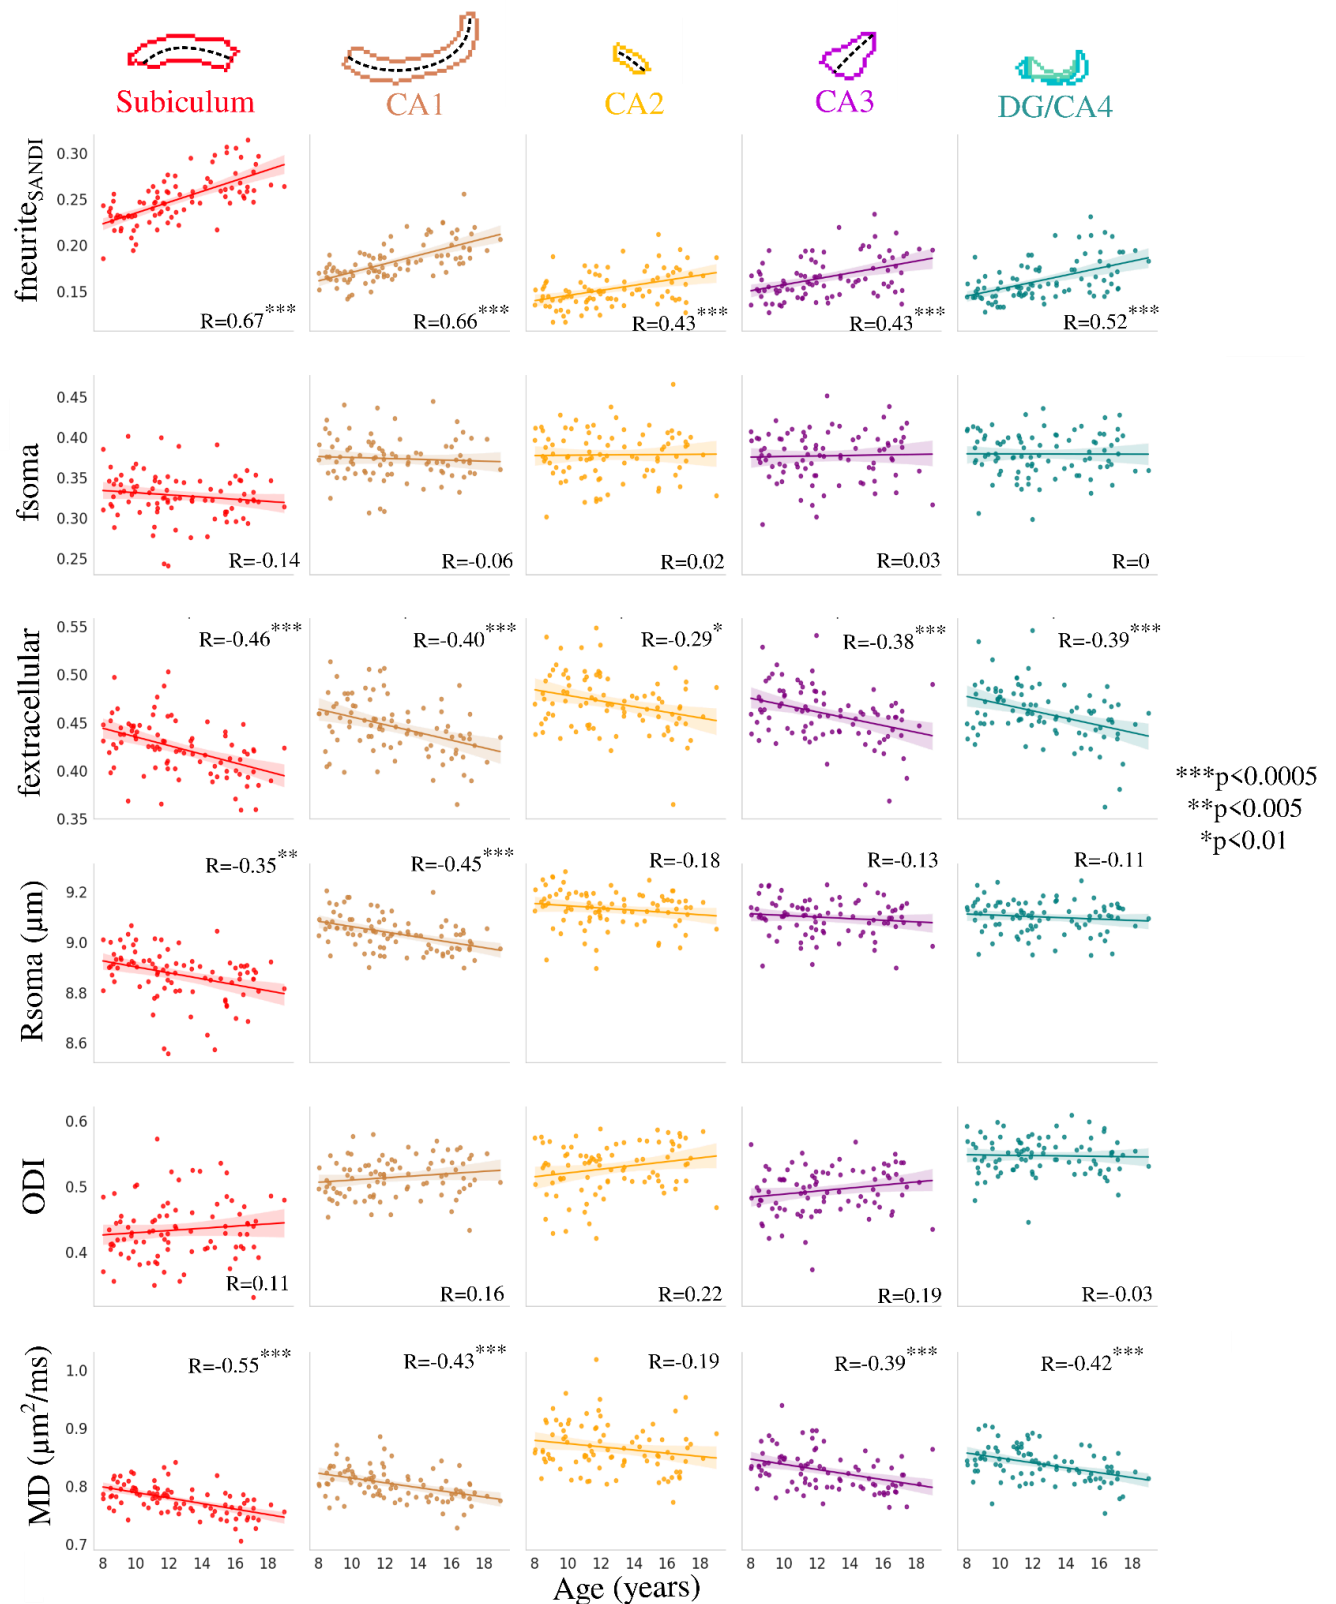 Subiculum CA1 CA2 CA3 DG/CA4
fneurite_SANDI
0.30
0.25
0.20
0.15
R=0.67*** R=0.66*** R=0.43*** R=0.43*** R=0.52***
fsoma
0.45
0.40
0.35
0.30
0.25
R=-0.14 R=-0.06 R=0.02 R=0.03 R=0
fextracellular
0.55
0.50
0.45
0.40
0.35
R=-0.46*** R=-0.40*** R=-0.29* R=-0.38*** R=-0.39***
***p<0.0005
**p<0.005
*p<0.01
Rsoma (μm)
9.2
9.0
8.8
8.6
R=-0.35** R=-0.45*** R=-0.18 R=-0.13 R=-0.11
ODI
0.6
0.5
0.4
R=0.11 R=0.16 R=0.22 R=0.19 R=-0.03
MD (μm²/ms)
1.0
0.9
0.8
0.7
R=-0.55*** R=-0.43*** R=-0.19 R=-0.39*** R=-0.42***
8 10 12 14 16 18 8 10 12 14 16 18 8 10 12 14 16 18 8 10 12 14 16 18 8 10 12 14 16 18
Age (years)